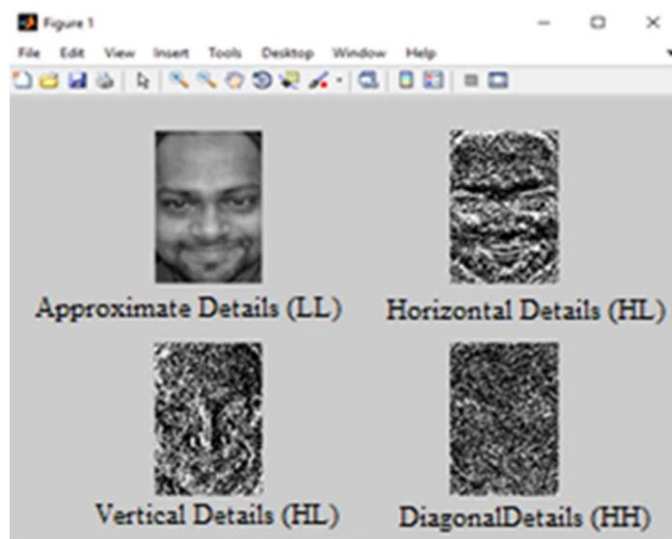 Figure 1
File Edit View Insert Tools Desktop Window Help
Approximate Details (LL)
Horizontal Details (HL)
Vertical Details (HL)
DiagonalDetails (HH)